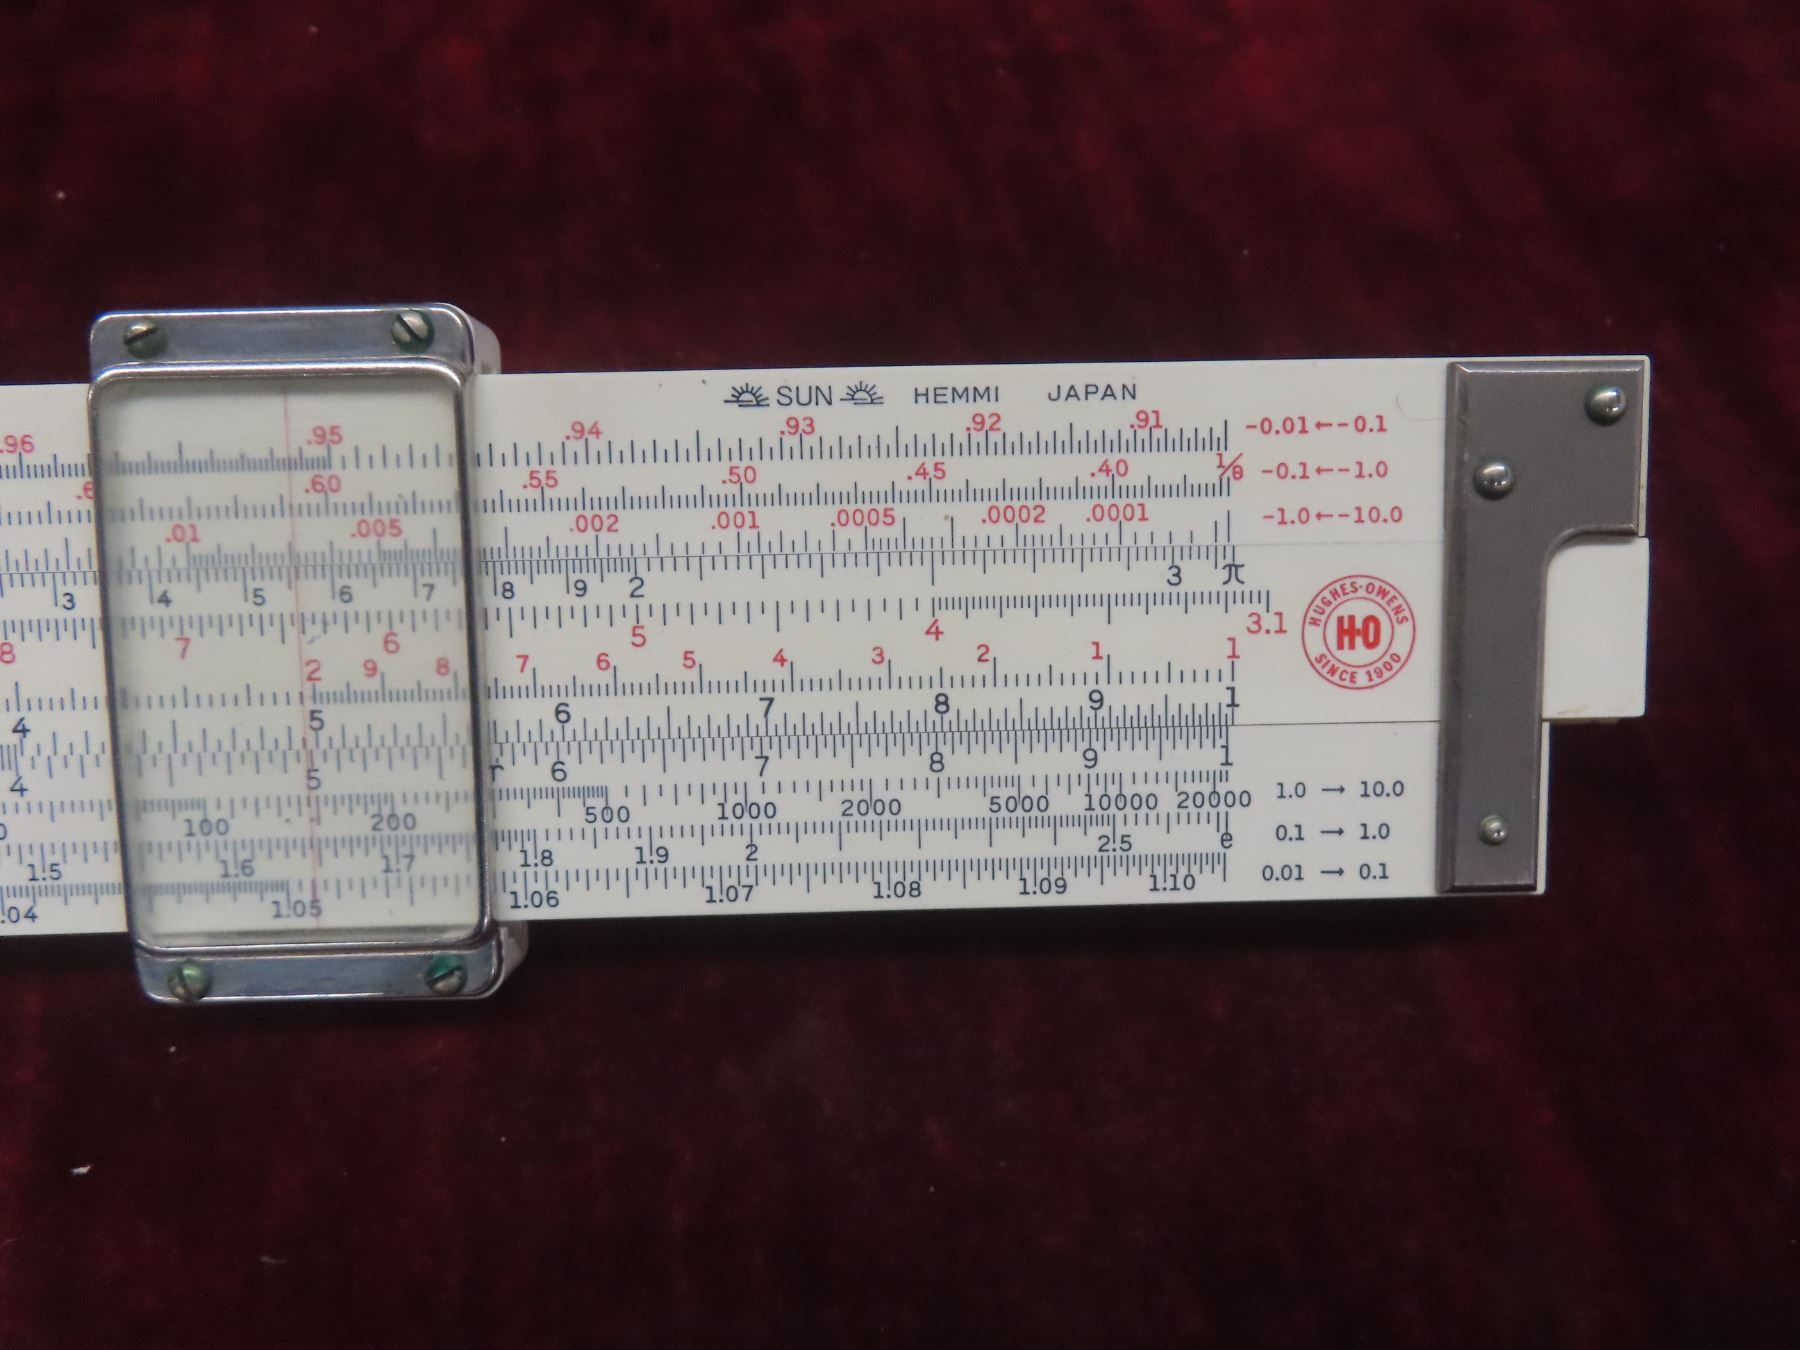 SUN HEMMI JAPAN
.96 .95 .94 .93 .92 .91 -0.01←-0.1
.6 .60 .55 .50 .45 .40 1/e -0.1←-1.0
.01 .005 .002 .001 .0005 .0002 .0001 -1.0←-10.0
3 4 5 6 7 8 9 2 3 π
8 7 6 5 4 3.1
2 9 8 7 6 5 4 3 2 1 1
4 5 6 7 8 9 1
HUGHES-OWENS
H-O
SINCE 1900
4 5 r 6 7 8 9 1
0 100 200 500 1000 2000 5000 10000 20000 1.0 → 10.0
1.5 1.6 1.7 1.8 1.9 2 2.5 e 0.1 → 1.0
.04 1.05 1.06 1.07 1.08 1.09 1.10 0.01 → 0.1